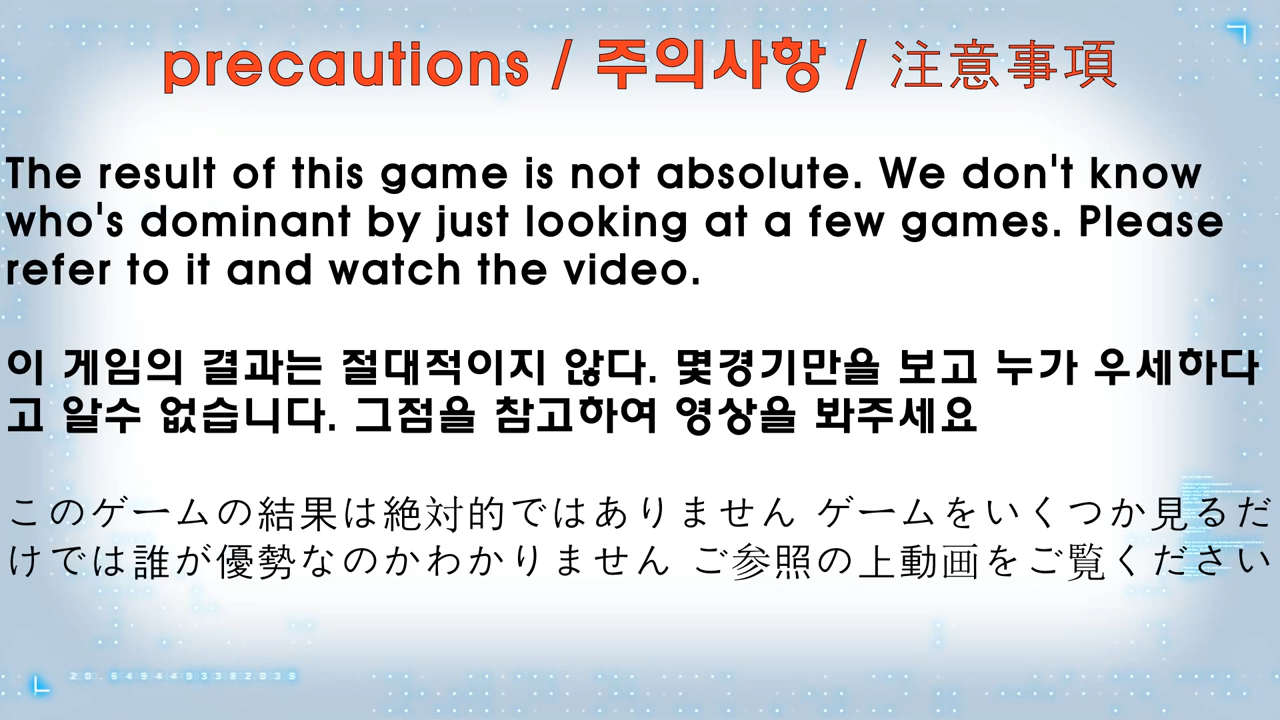 precautions / 주의사항 / 注意事項
The result of this game is not absolute. We don't know
who's dominant by just looking at a few games. Please
refer to it and watch the video.
이 게임의 결과는 절대적이지 않다. 몇경기만을 보고 누가 우세하다
고 알수 없습니다. 그점을 참고하여 영상을 봐주세요
このゲームの結果は絶対的ではありません ゲームをいくつか見るだ
けでは誰が優勢なのかわかりません ご参照の上動画をご覧ください